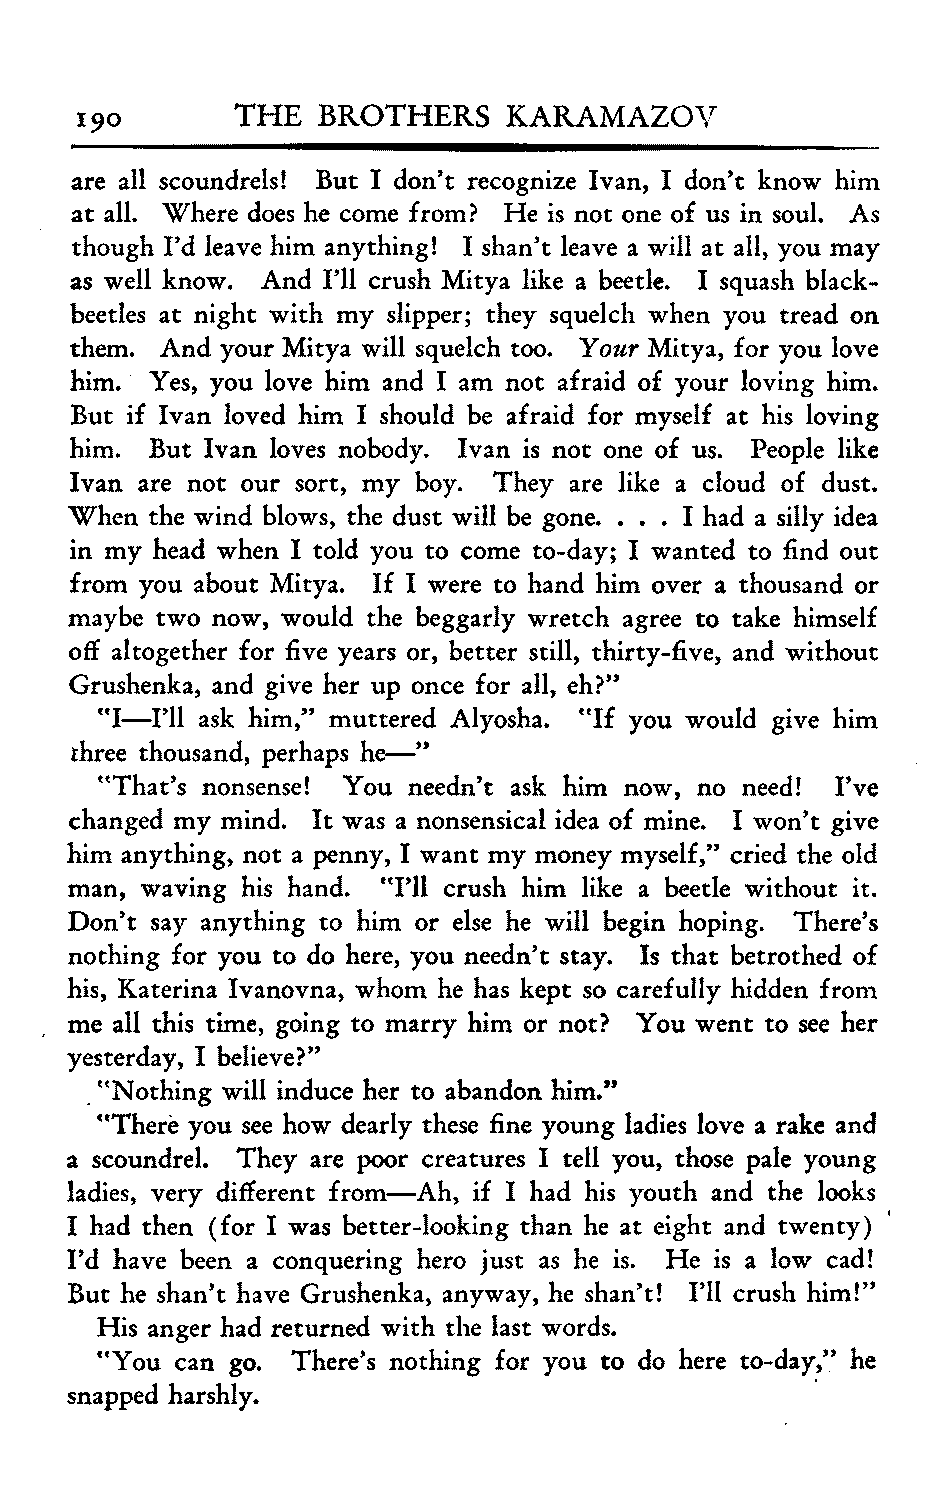 190 THE BROTHERS KARAMAZOV
are all scoundrels! But I don't recognize Ivan, I don't know him
at all. Where does he come from? He is not one of us in soul. As
though I'd leave him anything! I shan't leave a will at all, you may
as well know. And I'll crush Mitya like a beetle. I squash black-
beetles at night with my slipper; they squelch when you tread on
them. And your Mitya will squelch too. Your Mitya, for you love
him. Yes, you love him and I am not afraid of your loving him.
But if Ivan loved him I should be afraid for myself at his loving
him. But Ivan loves nobody. Ivan is not one of us. People like
Ivan are not our sort, my boy. They are like a cloud of dust.
When the wind blows, the dust will be gone. . . . I had a silly idea
in my head when I told you to come to-day; I wanted to find out
from you about Mitya. If I were to hand him over a thousand or
maybe two now, would the beggarly wretch agree to take himself
off altogether for five years or, better still, thirty-five, and without
Grushenka, and give her up once for all, eh?"
"I—I'll ask him," muttered Alyosha. "If you would give him
three thousand, perhaps he—"
"That's nonsense! You needn't ask him now, no need! I've
changed my mind. It was a nonsensical idea of mine. I won't give
him anything, not a penny, I want my money myself," cried the old
man, waving his hand. "I'll crush him like a beetle without it.
Don't say anything to him or else he will begin hoping. There's
nothing for you to do here, you needn't stay. Is that betrothed of
his, Katerina Ivanovna, whom he has kept so carefully hidden from
me all this time, going to marry him or not? You went to see her
yesterday, I believe?"
"Nothing will induce her to abandon him."
"There you see how dearly these fine young ladies love a rake and
a scoundrel. They are poor creatures I tell you, those pale young
ladies, very different from—Ah, if I had his youth and the looks
I had then (for I was better-looking than he at eight and twenty)
I'd have been a conquering hero just as he is. He is a low cad!
But he shan't have Grushenka, anyway, he shan't! I'll crush him!"
His anger had returned with the last words.
"You can go. There's nothing for you to do here to-day," he
snapped harshly.